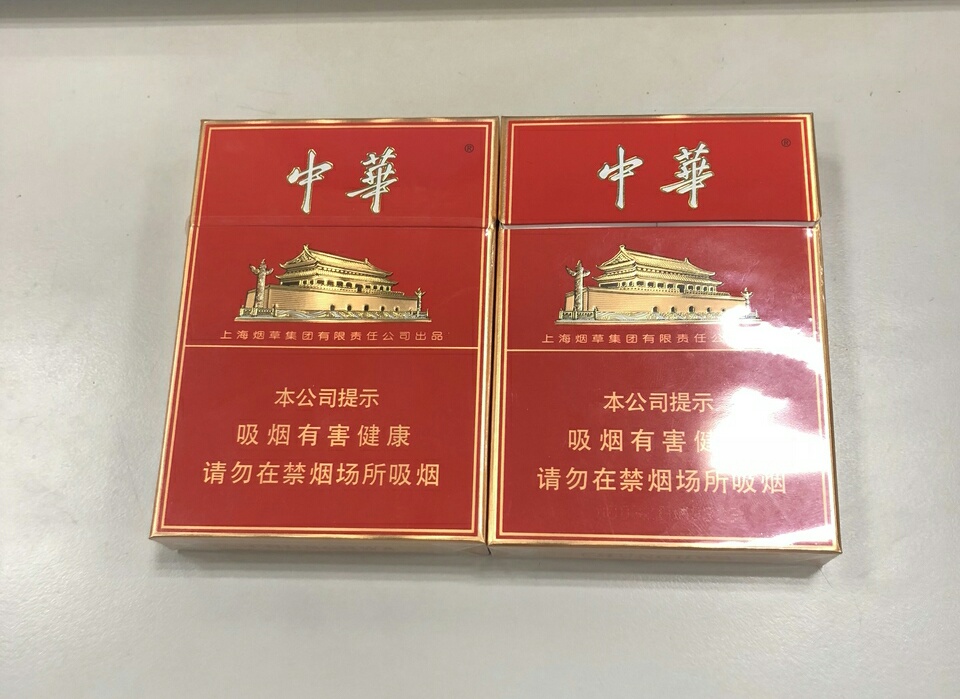 中華®
上海烟草集团有限责任公司出品
本公司提示
吸烟有害健康
请勿在禁烟场所吸烟
中華®
上海烟草集团有限责任公
本公司提示
吸烟有害健
请勿在禁烟场所吸烟